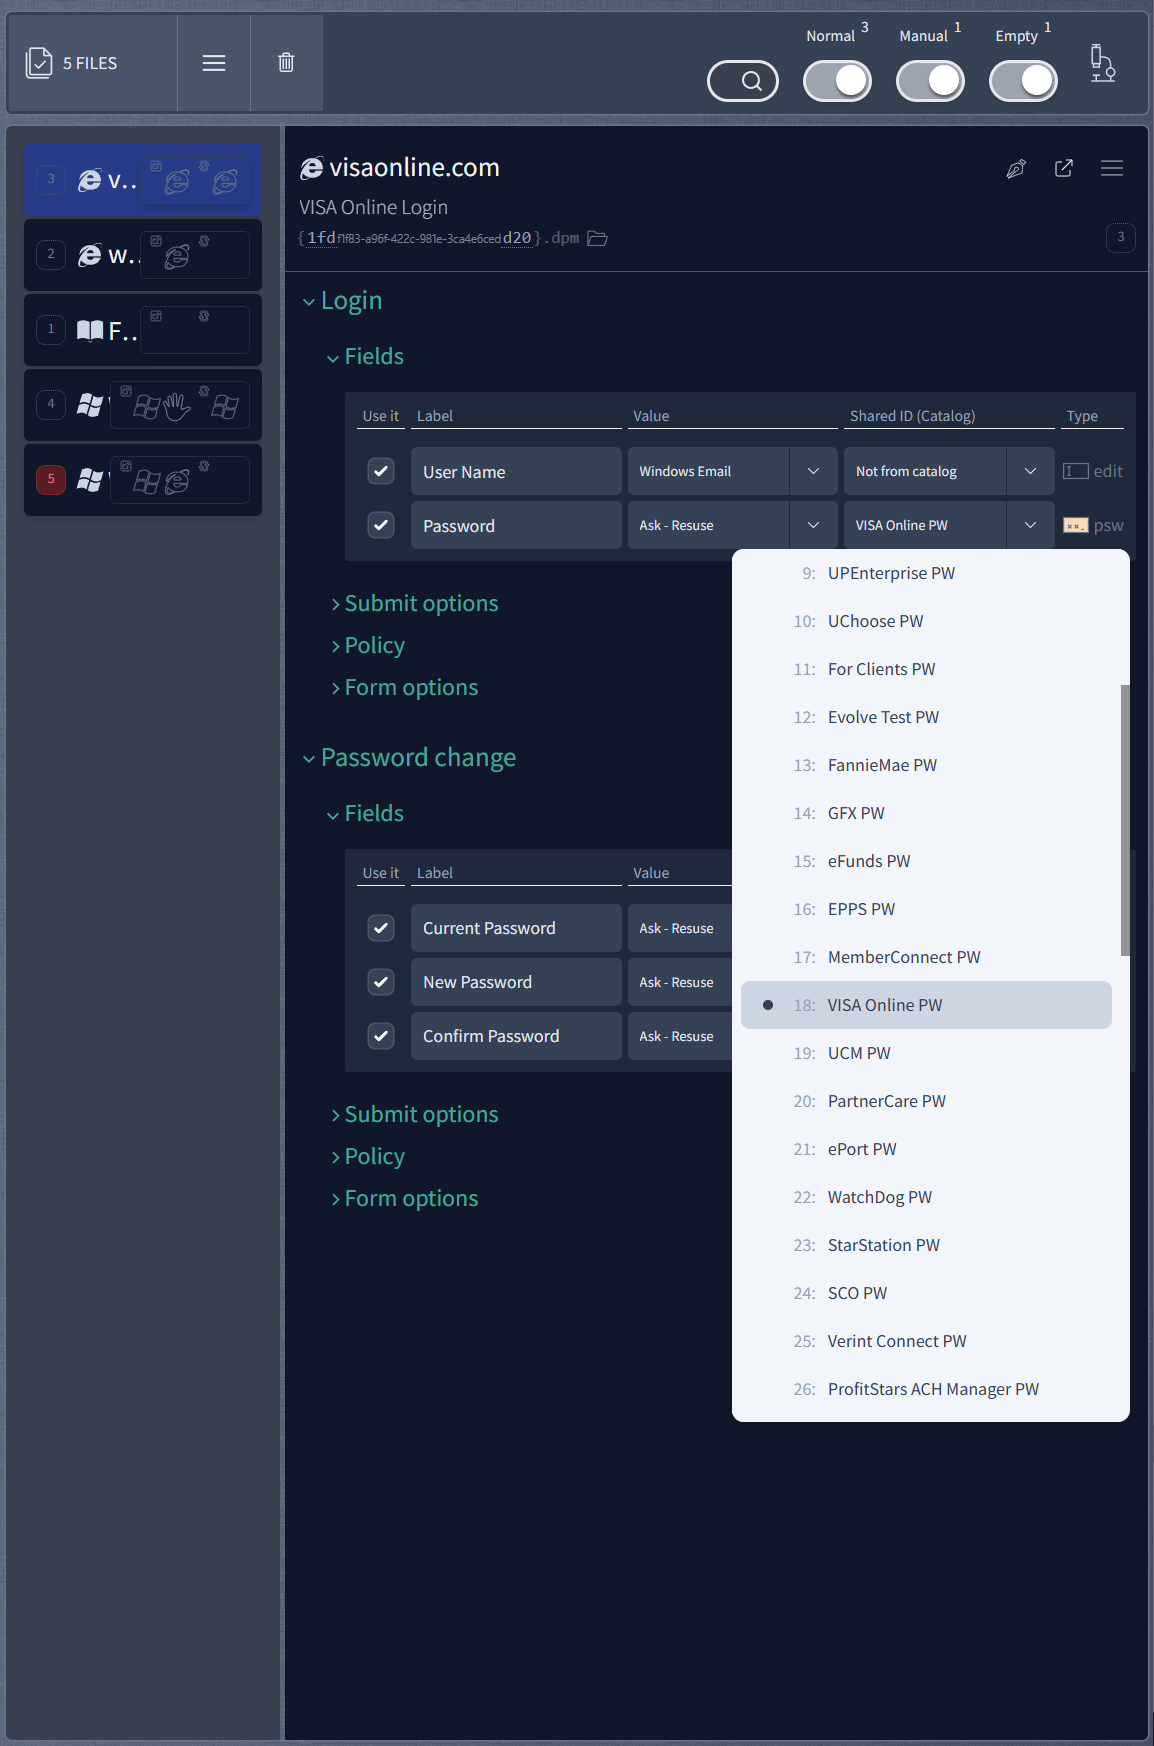 5 FILES
Normal 3
Manual 1
Empty 1
3 v..
2 w..
1 F..
4
5
visaonline.com
VISA Online Login
{1fdf1f83-a96f-422c-981e-3ca4e6cedd20}.dpm
3
Login
Fields
Use it Label Value Shared ID (Catalog) Type
User Name Windows Email Not from catalog edit
Password Ask - Resuse VISA Online PW psw
Submit options
Policy
Form options
Password change
Fields
Use it Label Value
Current Password Ask - Resuse
New Password Ask - Resuse
Confirm Password Ask - Resuse
Submit options
Policy
Form options
9: UPEnterprise PW
10: UChoose PW
11: For Clients PW
12: Evolve Test PW
13: FannieMae PW
14: GFX PW
15: eFunds PW
16: EPPS PW
17: MemberConnect PW
18: VISA Online PW
19: UCM PW
20: PartnerCare PW
21: ePort PW
22: WatchDog PW
23: StarStation PW
24: SCO PW
25: Verint Connect PW
26: ProfitStars ACH Manager PW